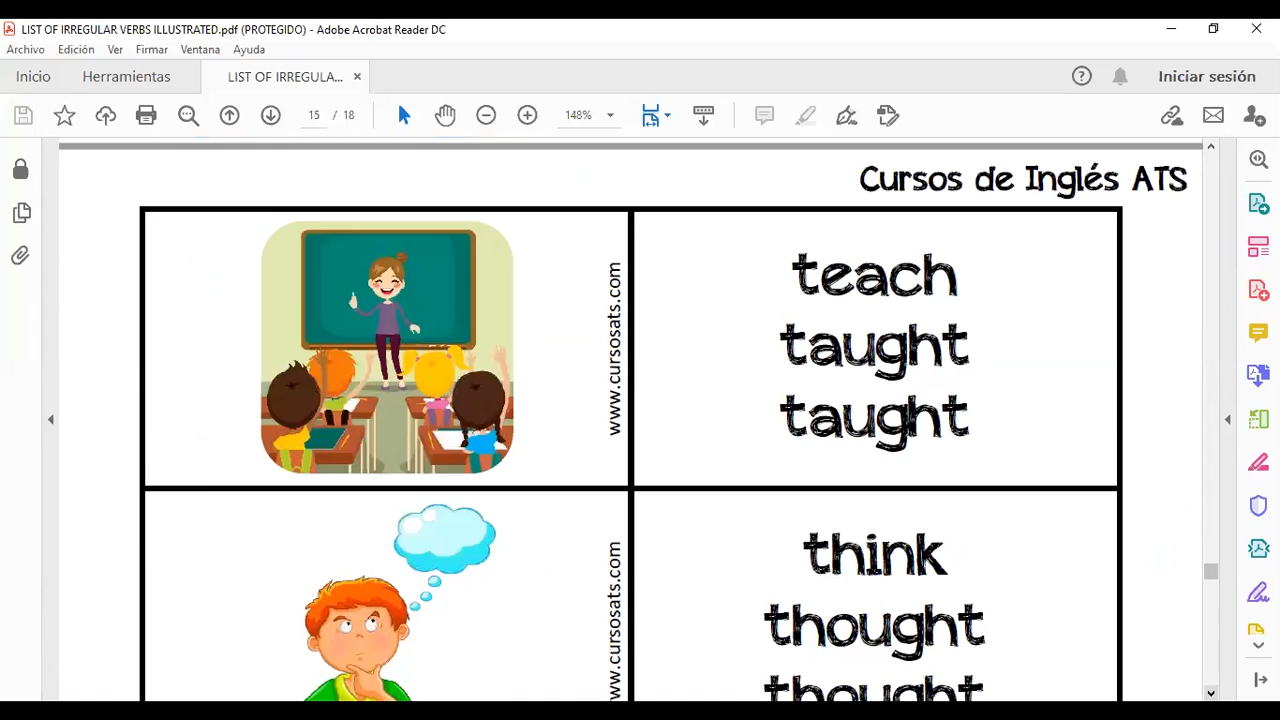 LIST OF IRREGULAR VERBS ILLUSTRATED.pdf (PROTEGIDO) - Adobe Acrobat Reader DC
Archivo Edición Ver Firmar Ventana Ayuda
Inicio Herramientas LIST OF IRREGULA... Iniciar sesión
15 / 18 148%
Cursos de Inglés ATS
www.cursosats.com
teach
taught
taught
www.cursosats.com
think
thought
thought